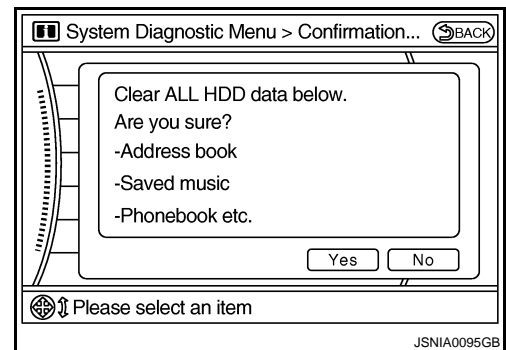 System Diagnostic Menu > Confirmation... BACK
Clear ALL HDD data below.
Are you sure?
-Address book
-Saved music
-Phonebook etc.
Yes No
Please select an item
JSNIA0095GB